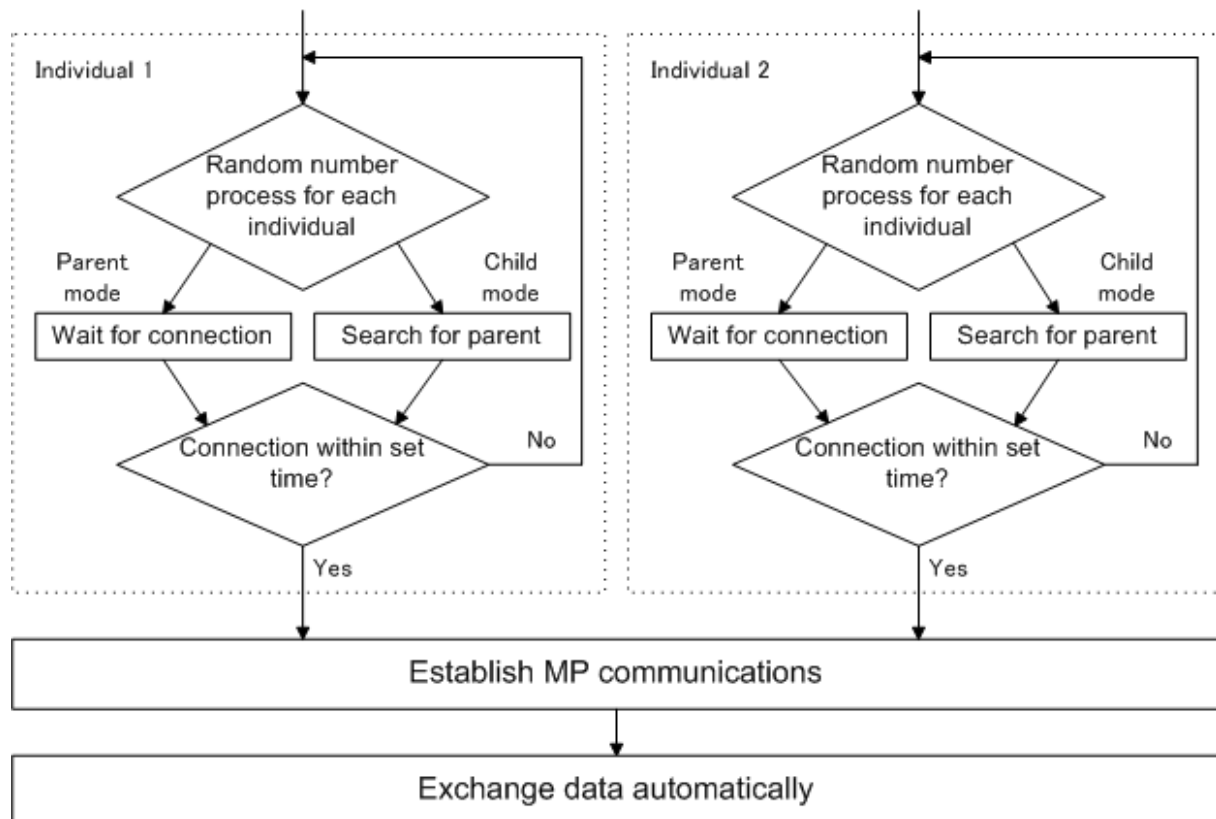 Individual 1
Random number
process for each
individual
Parent
mode
Child
mode
Wait for connection
Search for parent
Connection within set
time?
No
Yes
Individual 2
Random number
process for each
individual
Parent
mode
Child
mode
Wait for connection
Search for parent
Connection within set
time?
No
Yes
Establish MP communications
Exchange data automatically